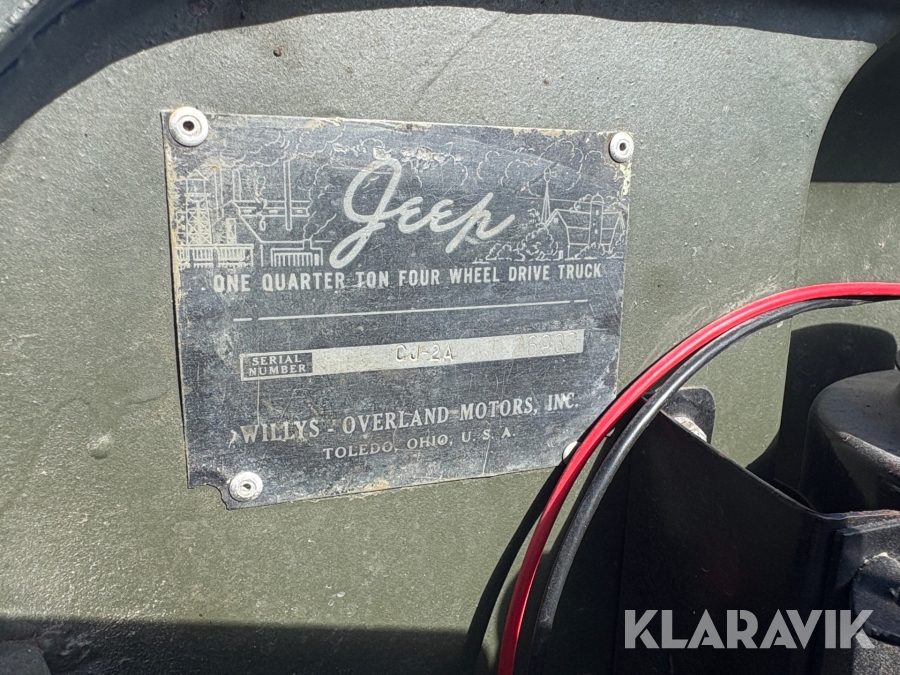 Jeep
ONE QUARTER TON FOUR WHEEL DRIVE TRUCK
SERIAL NUMBER CJ-2A
WILLYS - OVERLAND MOTORS, INC.
TOLEDO, OHIO, U. S. A.
KLARAVIK